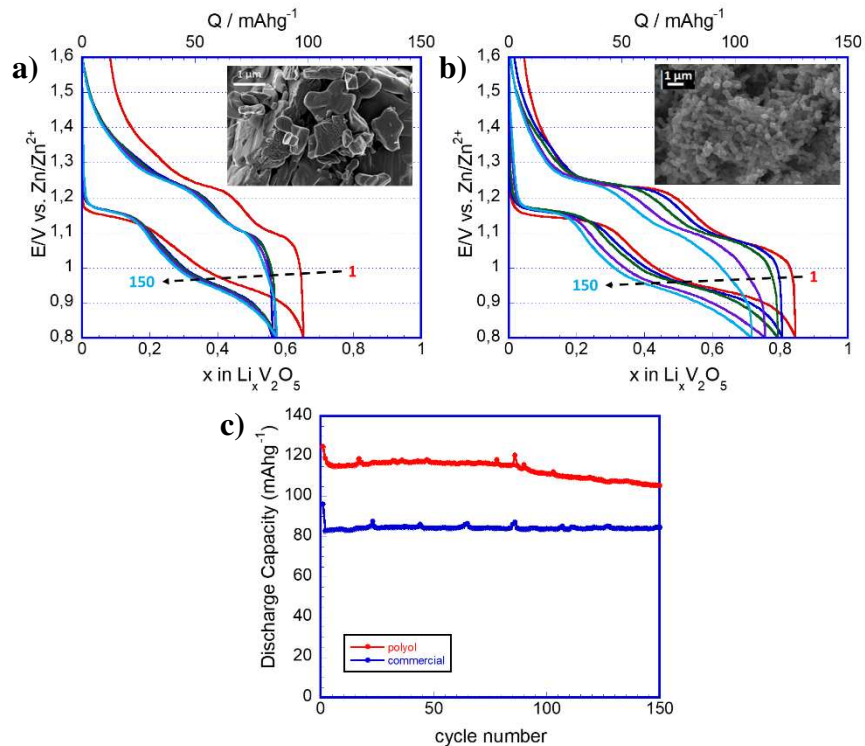 Q / mAhg⁻¹
0 50 100 150
a)
1,6
1,5
1,4
1,3
1,2
1,1
1
0,9
0,8
E/V vs. Zn/Zn²⁺
1 µm
150
1
0 0,2 0,4 0,6 0,8 1
x in LiₓV₂O₅
Q / mAhg⁻¹
0 50 100 150
b)
1,6
1,5
1,4
1,3
1,2
1,1
1
0,9
0,8
E/V vs. Zn/Zn²⁺
1 µm
150
1
0 0,2 0,4 0,6 0,8 1
x in LiₓV₂O₅
c)
140
120
100
80
60
40
20
0
Discharge Capacity (mAhg⁻¹)
polyol
commercial
0 50 100 150
cycle number